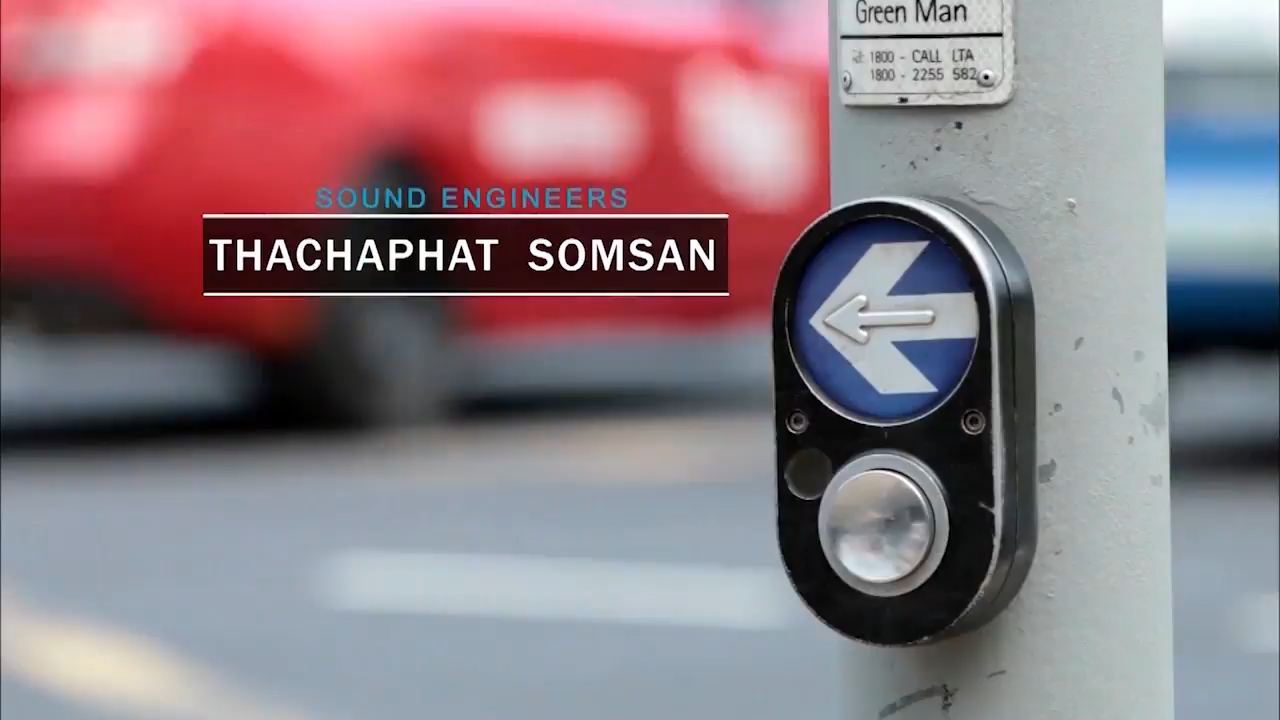 Green Man
1800 - CALL LTA
1800 - 2255 582
SOUND ENGINEERS
THACHAPHAT SOMSAN